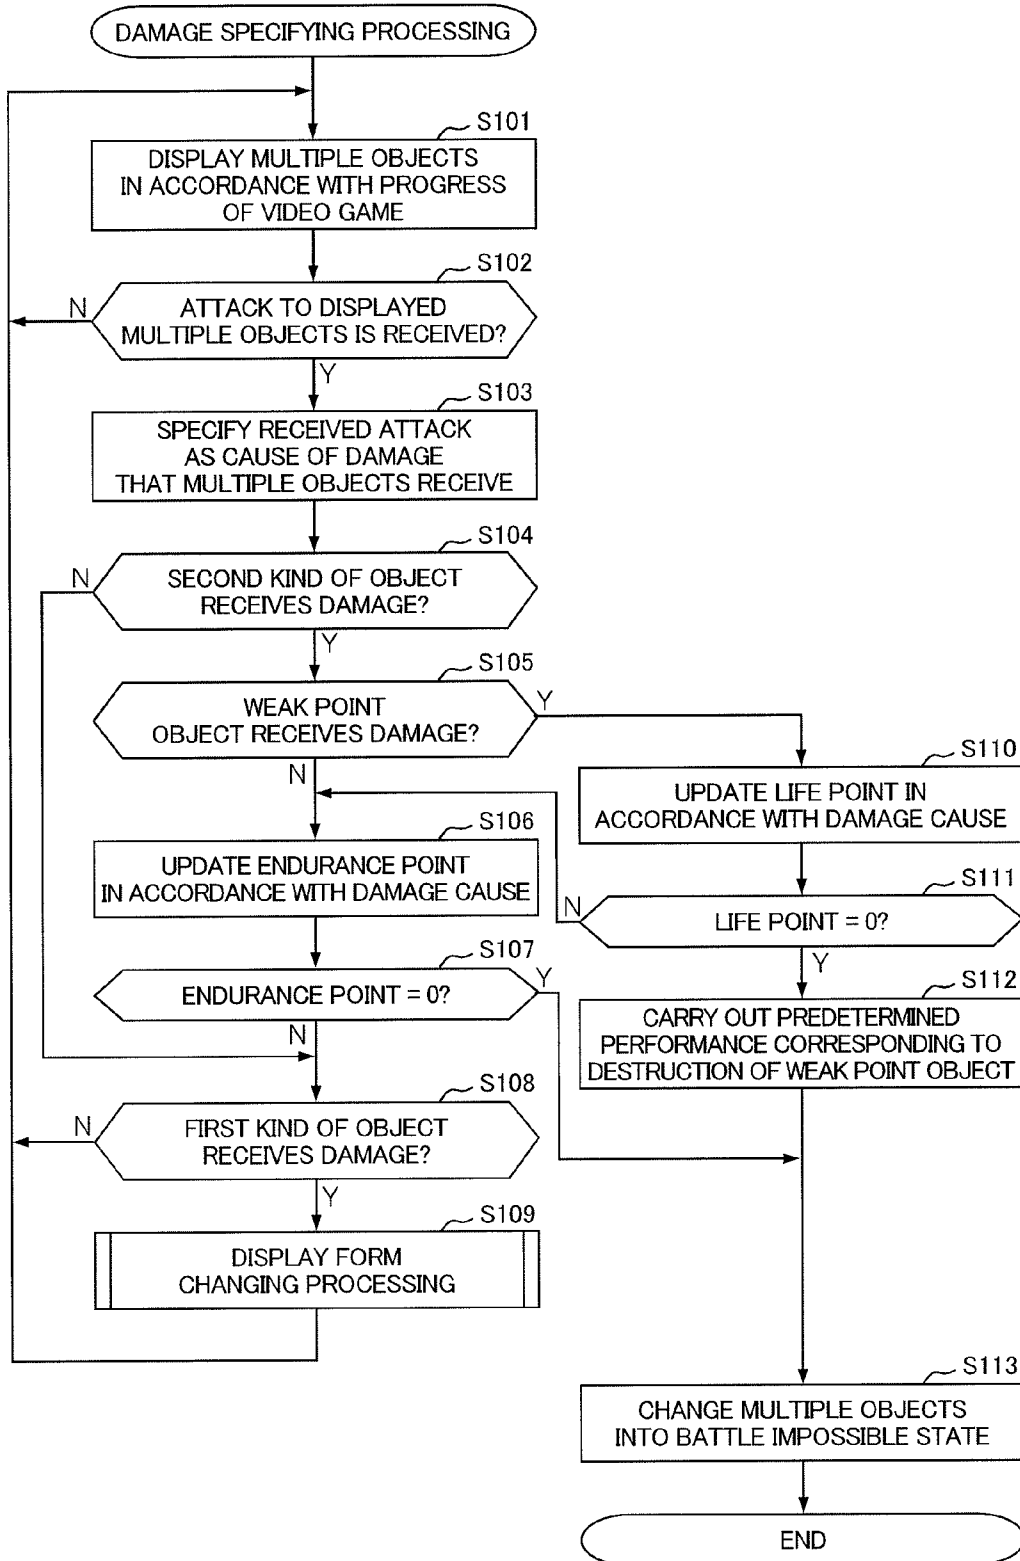 DAMAGE SPECIFYING PROCESSING
S101
DISPLAY MULTIPLE OBJECTS
IN ACCORDANCE WITH PROGRESS
OF VIDEO GAME
S102
N
ATTACK TO DISPLAYED
MULTIPLE OBJECTS IS RECEIVED?
Y
S103
SPECIFY RECEIVED ATTACK
AS CAUSE OF DAMAGE
THAT MULTIPLE OBJECTS RECEIVE
S104
N
SECOND KIND OF OBJECT
RECEIVES DAMAGE?
Y
S105
WEAK POINT
OBJECT RECEIVES DAMAGE?
Y
N
S106
UPDATE ENDURANCE POINT
IN ACCORDANCE WITH DAMAGE CAUSE
S107
ENDURANCE POINT = 0?
Y
N
S108
N
FIRST KIND OF OBJECT
RECEIVES DAMAGE?
Y
S109
DISPLAY FORM
CHANGING PROCESSING
S110
UPDATE LIFE POINT IN
ACCORDANCE WITH DAMAGE CAUSE
S111
N
LIFE POINT = 0?
Y
S112
CARRY OUT PREDETERMINED
PERFORMANCE CORRESPONDING TO
DESTRUCTION OF WEAK POINT OBJECT
S113
CHANGE MULTIPLE OBJECTS
INTO BATTLE IMPOSSIBLE STATE
END